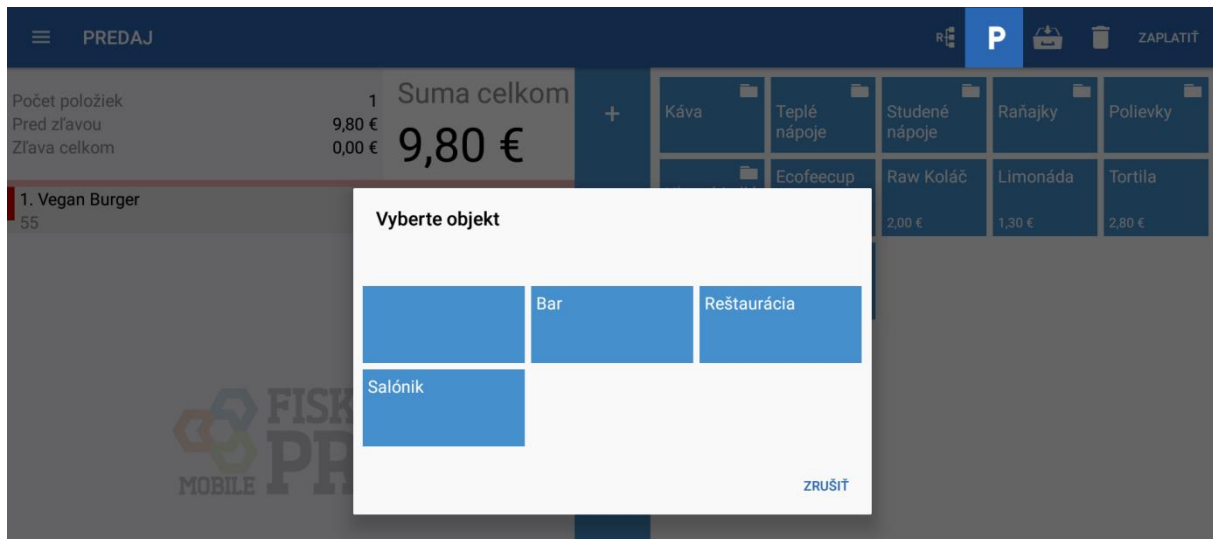 PREDAJ
R
P
ZAPLATIŤ
Počet položiek 1
Pred zľavou 9,80 €
Zľava celkom 0,00 €
Suma celkom
9,80 €
+
Káva
Teplé
nápoje
Studené
nápoje
Raňajky
Polievky
Ecofeecup
Raw Koláč
2,00 €
Limonáda
1,30 €
Tortila
2,80 €
1. Vegan Burger
55
Vyberte objekt
Bar
Reštaurácia
Salónik
ZRUŠIŤ
MOBILE